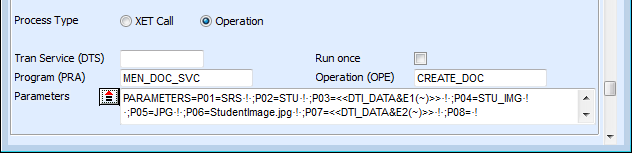 Process Type XET Call Operation
Tran Service (DTS) Run once
Program (PRA) MEN_DOC_SVC Operation (OPE) CREATE_DOC
Parameters PARAMETERS=P01=SRS·!·;P02=STU·!·;P03=<<DTI_DATA&E1(~)>>·!·;P04=STU_IMG·!
·;P05=JPG·!·;P06=StudentImage.jpg·!·;P07=<<DTI_DATA&E2(~)>>·!·;P08=·!